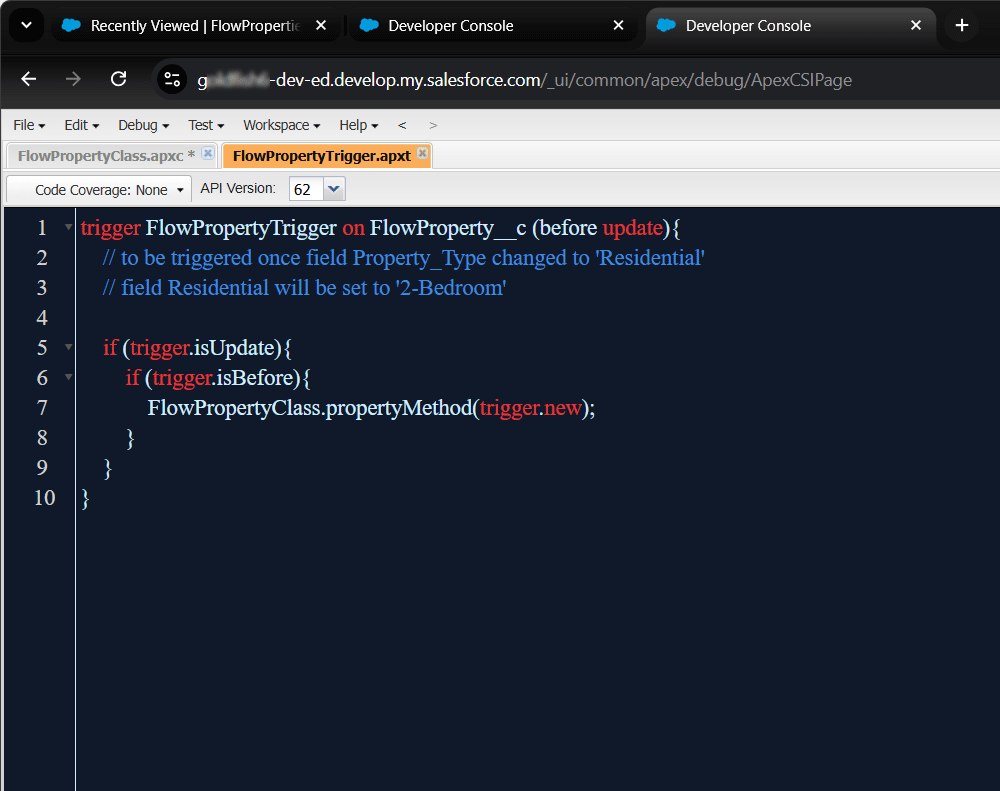 Recently Viewed | FlowPropertie
Developer Console
Developer Console
-dev-ed.develop.my.salesforce.com/_ui/common/apex/debug/ApexCSIPage
File Edit Debug Test Workspace Help < >
FlowPropertyClass.apxc * FlowPropertyTrigger.apxt
Code Coverage: None API Version: 62
1 trigger FlowPropertyTrigger on FlowProperty__c (before update){
2 // to be triggered once field Property_Type changed to 'Residential'
3 // field Residential will be set to '2-Bedroom'
4
5 if (trigger.isUpdate){
6 if (trigger.isBefore){
7 FlowPropertyClass.propertyMethod(trigger.new);
8 }
9 }
10 }